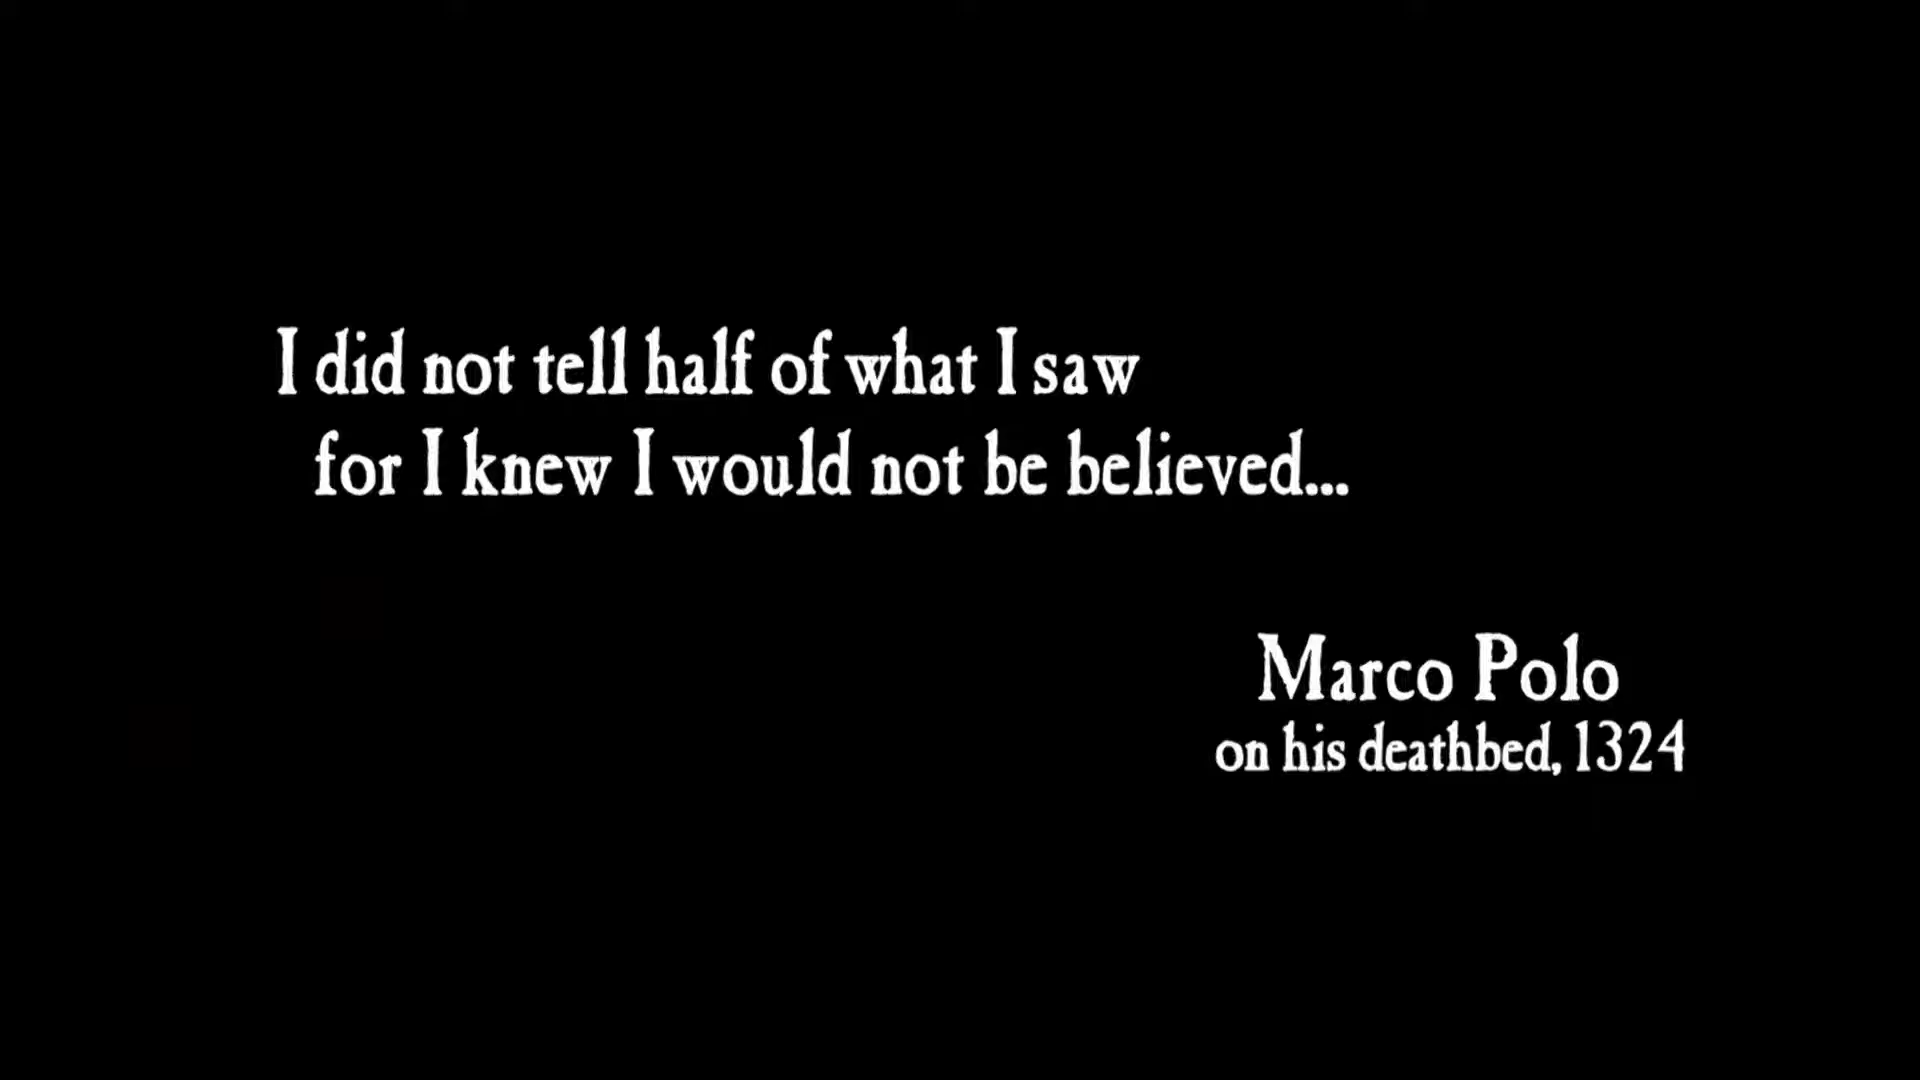 I did not tell half of what I saw
for I knew I would not be believed...
Marco Polo
on his deathbed, 1324